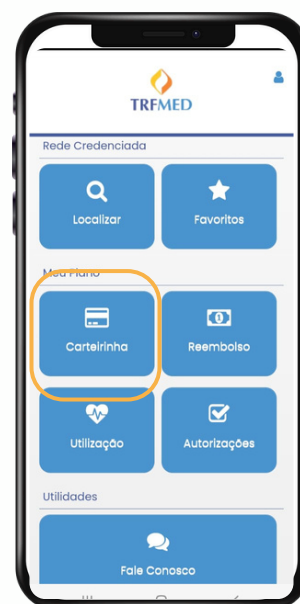 TRFMED
Rede Credenciada
Localizar
Favoritos
Meu Plano
Carteirinha
Reembolso
Utilização
Autorizações
Utilidades
Fale Conosco